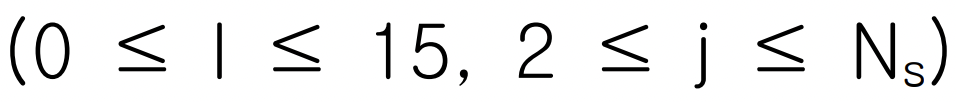 (0 ≤ l ≤ 15, 2 ≤ j ≤ Nₛ)